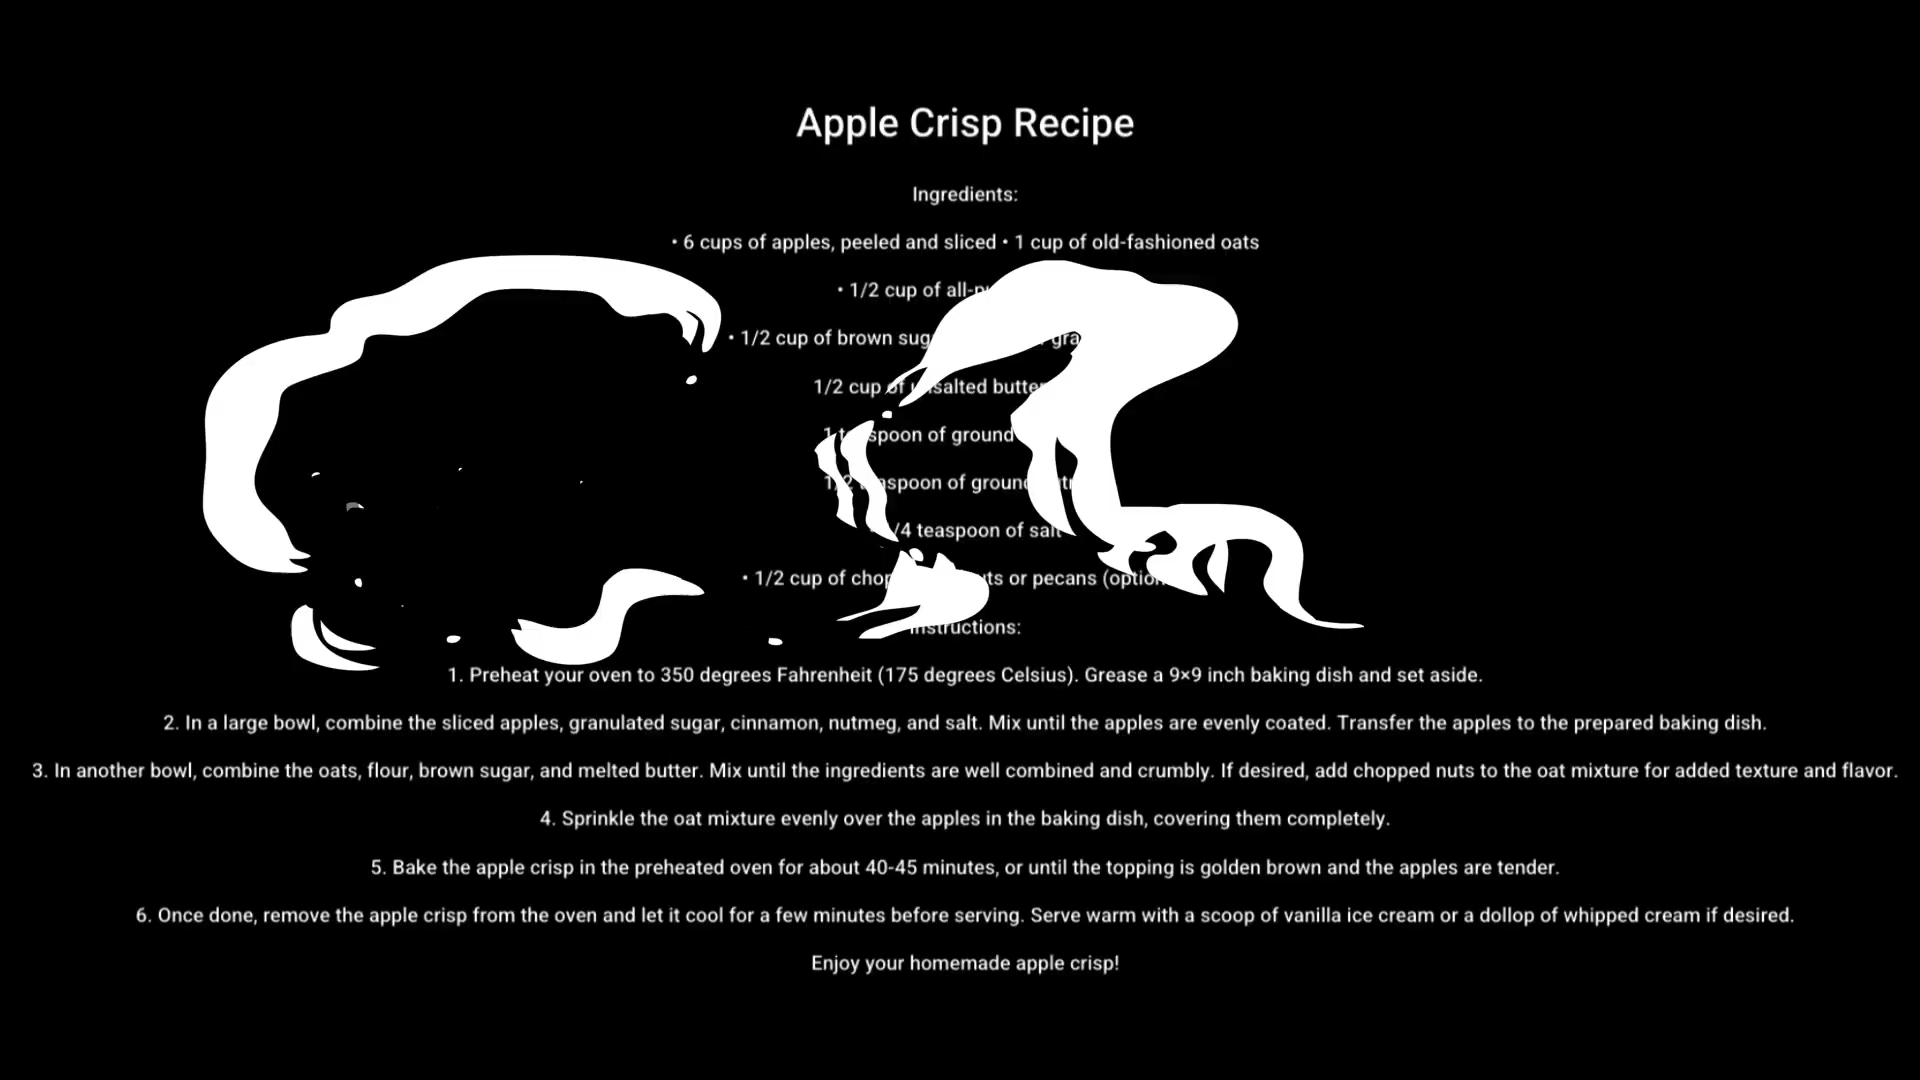 Apple Crisp Recipe
Ingredients:
• 6 cups of apples, peeled and sliced • 1 cup of old-fashioned oats
• 1/2 cup of
• 1/2 cup of brown
1/2 cup of butter
spoon of ground
of
/4 teaspoon of salt
• 1/2 cup of or pecans
Instructions:
1. Preheat your oven to 350 degrees Fahrenheit (175 degrees Celsius). Grease a 9×9 inch baking dish and set aside.
2. In a large bowl, combine the sliced apples, granulated sugar, cinnamon, nutmeg, and salt. Mix until the apples are evenly coated. Transfer the apples to the prepared baking dish.
3. In another bowl, combine the oats, flour, brown sugar, and melted butter. Mix until the ingredients are well combined and crumbly. If desired, add chopped nuts to the oat mixture for added texture and flavor.
4. Sprinkle the oat mixture evenly over the apples in the baking dish, covering them completely.
5. Bake the apple crisp in the preheated oven for about 40-45 minutes, or until the topping is golden brown and the apples are tender.
6. Once done, remove the apple crisp from the oven and let it cool for a few minutes before serving. Serve warm with a scoop of vanilla ice cream or a dollop of whipped cream if desired.
Enjoy your homemade apple crisp!